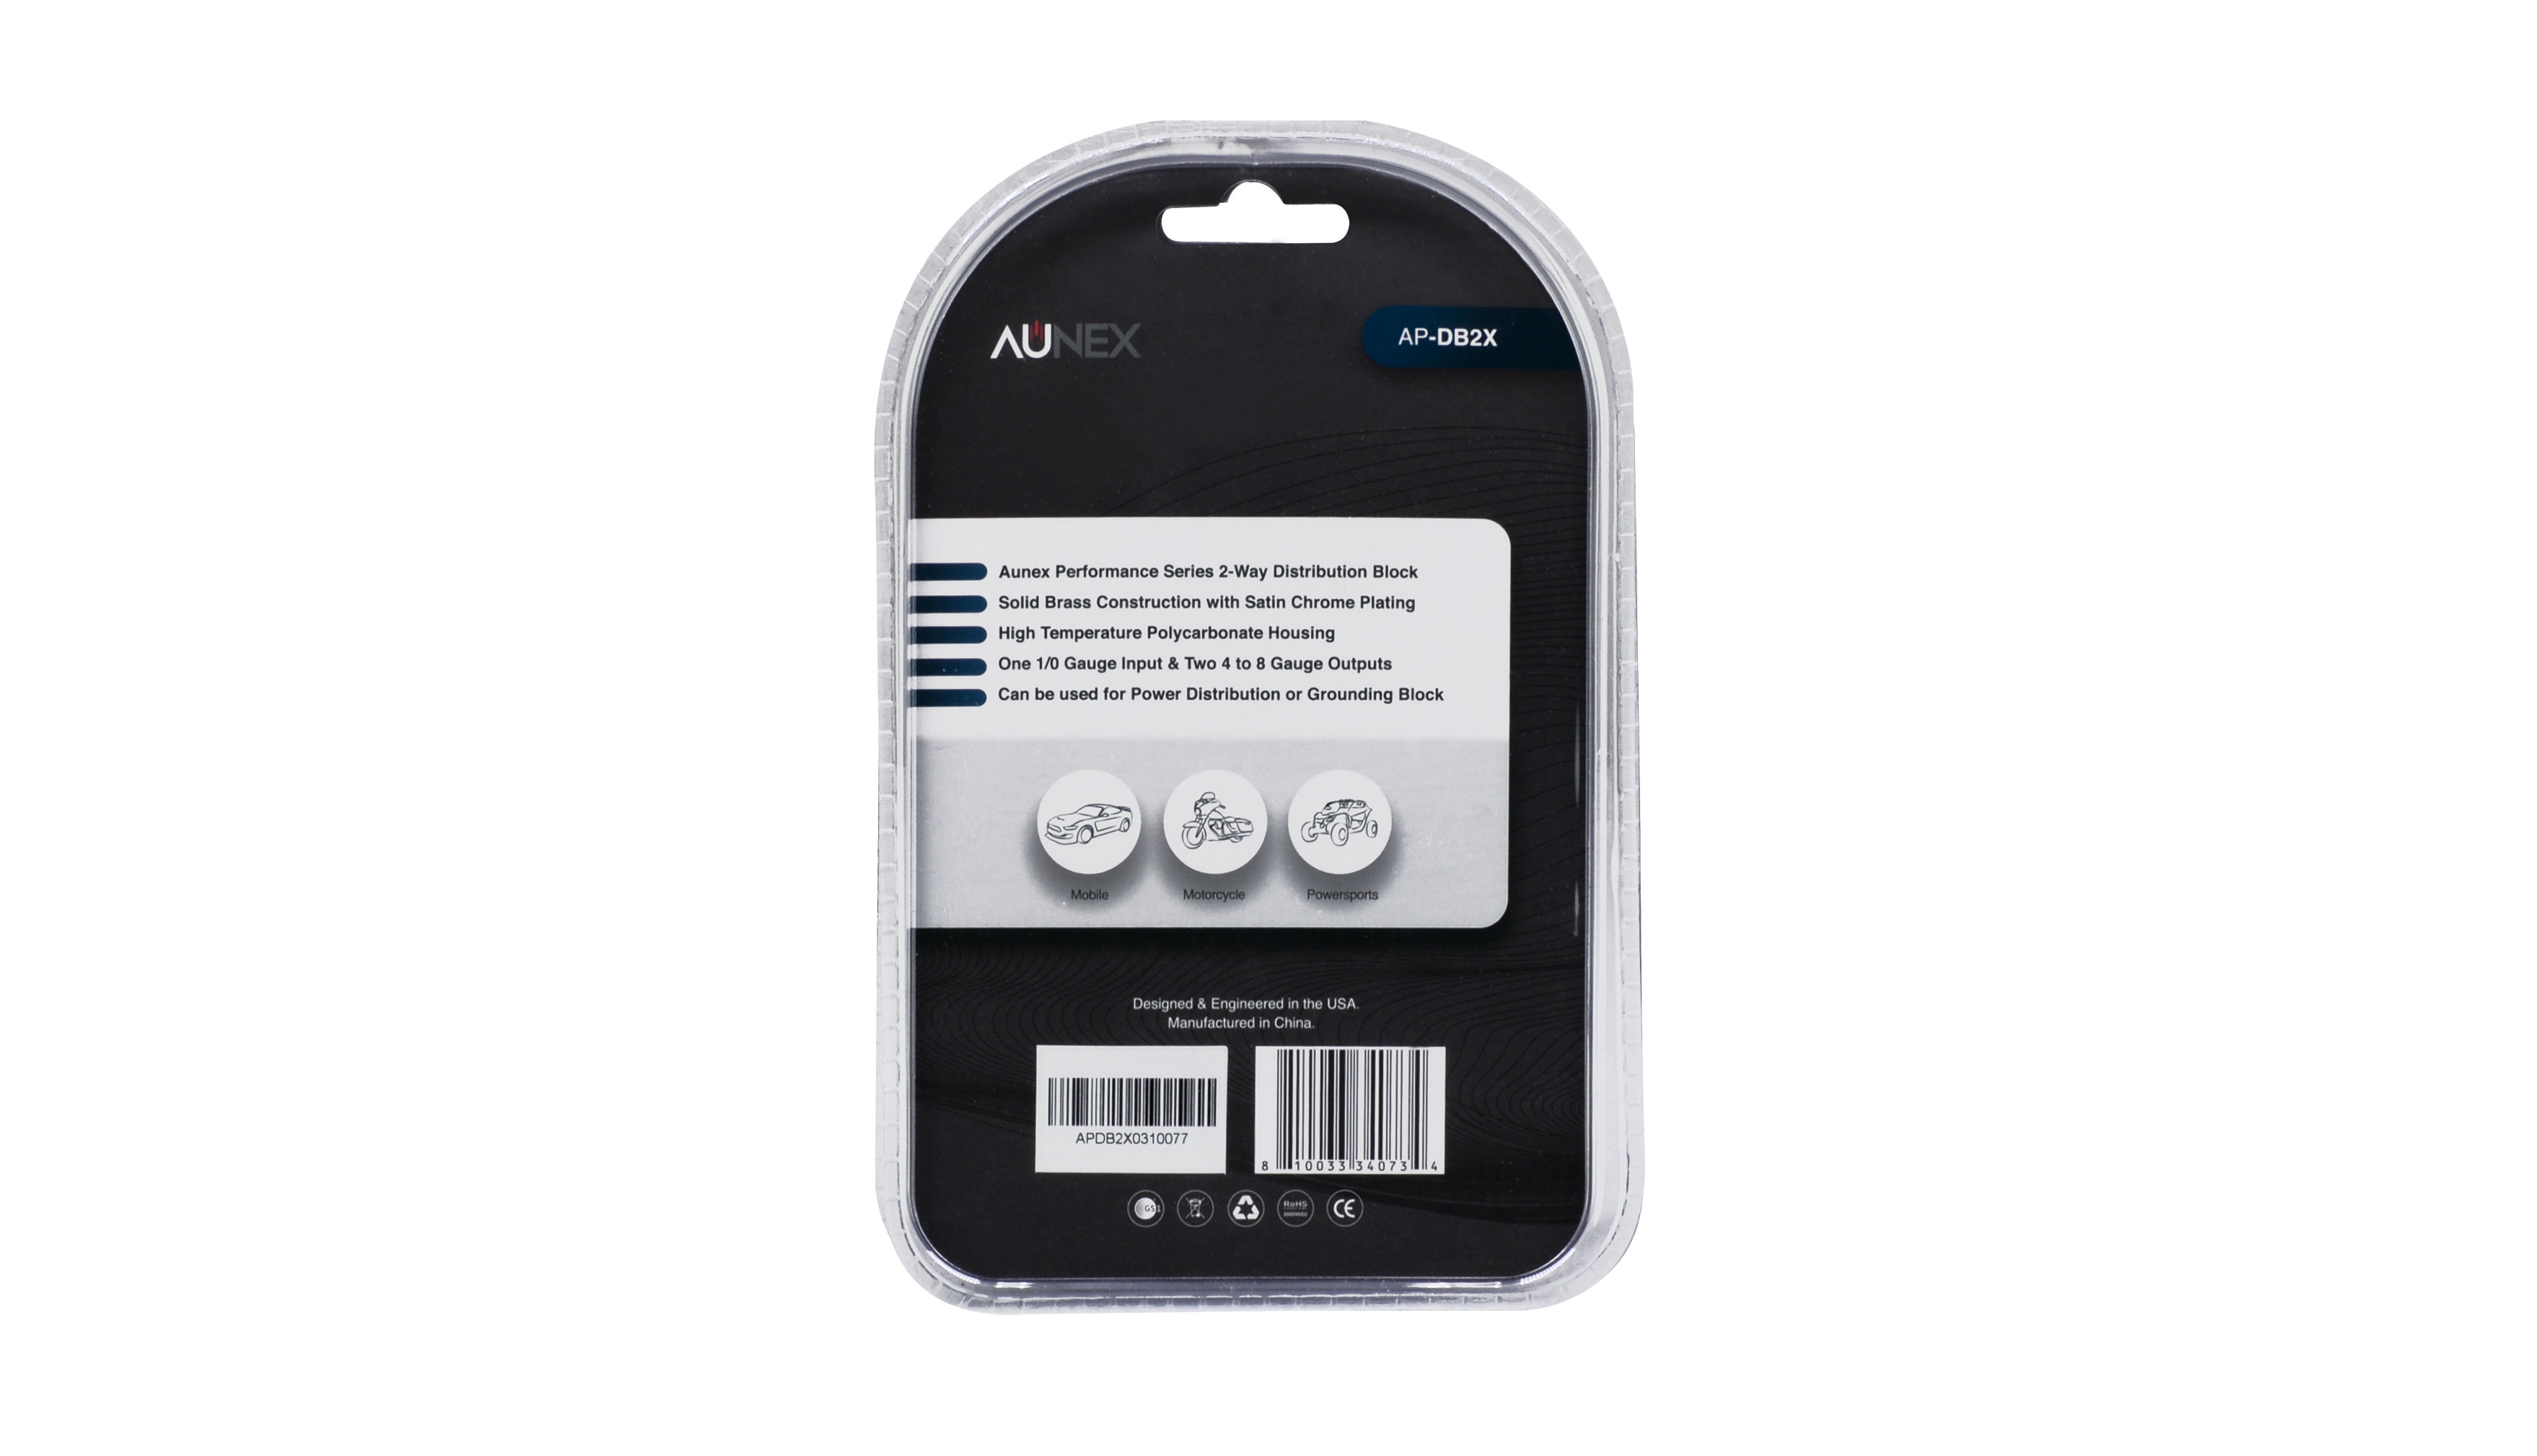 AUNEX
AP-DB2X
Aunex Performance Series 2-Way Distribution Block
Solid Brass Construction with Satin Chrome Plating
High Temperature Polycarbonate Housing
One 1/0 Gauge Input & Two 4 to 8 Gauge Outputs
Can be used for Power Distribution or Grounding Block
Mobile Motorcycle Powersports
Designed & Engineered in the USA.
Manufactured in China.
APDB2X0310077
8 10033 34073 4
GS1 RoHS CE